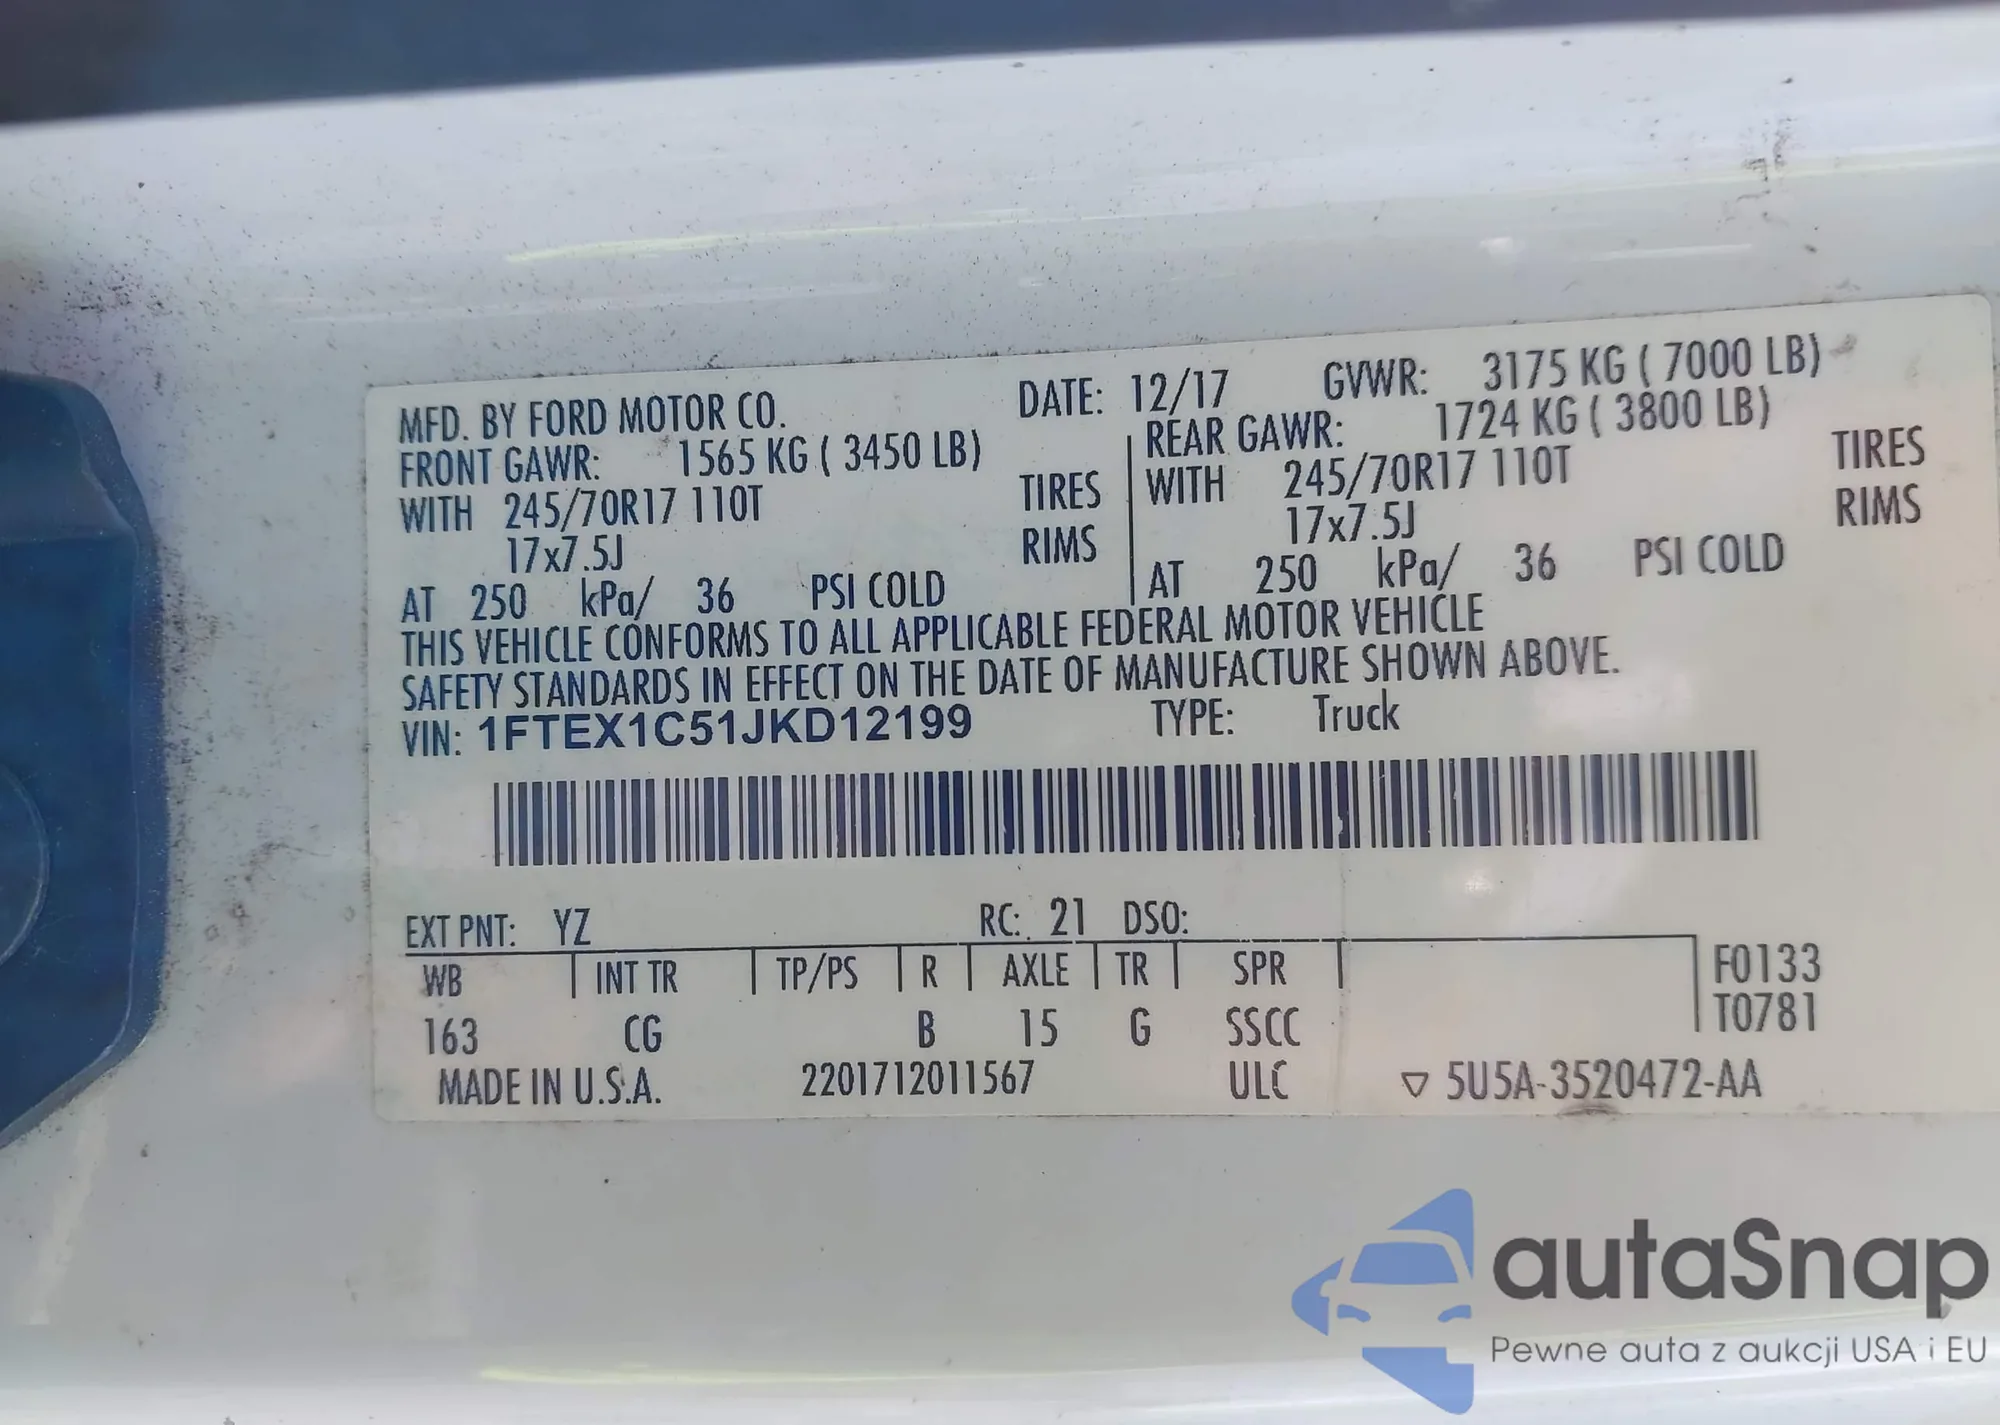 MFD. BY FORD MOTOR CO. DATE: 12/17 GVWR: 3175 KG ( 7000 LB)
FRONT GAWR: 1565 KG ( 3450 LB) REAR GAWR: 1724 KG ( 3800 LB)
WITH 245/70R17 110T TIRES WITH 245/70R17 110T TIRES
17x7.5J RIMS 17x7.5J RIMS
AT 250 kPa/ 36 PSI COLD AT 250 kPa/ 36 PSI COLD
THIS VEHICLE CONFORMS TO ALL APPLICABLE FEDERAL MOTOR VEHICLE
SAFETY STANDARDS IN EFFECT ON THE DATE OF MANUFACTURE SHOWN ABOVE.
VIN: 1FTEX1C51JKD12199 TYPE: Truck
EXT PNT: YZ RC: 21 DSO:
WB INT TR TP/PS R AXLE TR SPR F0133
163 CG B 15 G SSCC T0781
MADE IN U.S.A. 2201712011567 ULC ▽ 5U5A-3520472-AA
autaSnap
Pewne auta z aukcji USA i EU